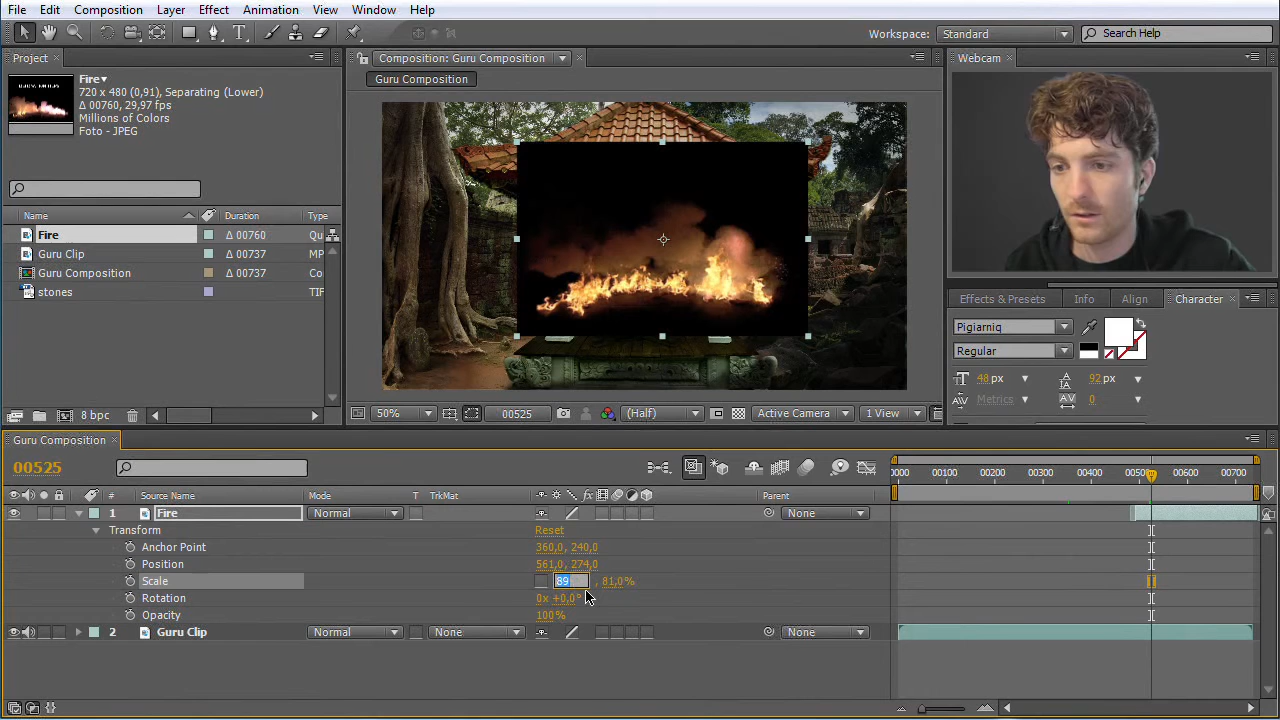 File Edit Composition Layer Effect Animation View Window Help
Workspace: Standard Search Help
Project Composition: Guru Composition Webcam
Fire▾
720 x 480 (0,91), Separating (Lower)
Δ 00760, 29,97 fps
Millions of Colors
Foto - JPEG
Guru Composition
Name Duration Type
Fire Δ 00760 Qu
Guru Clip Δ 00737 MP
Guru Composition Δ 00737 Co
stones TIF
Effects & Presets Info Align Character
Pigiarniq
Regular
48 px 92 px
Metrics 0
8 bpc
50% 00525 (Half) Active Camera 1 View
Guru Composition
00525
0000 00100 00200 00300 00400 0050 00600 00700
# Source Name Mode T TrkMat fx Parent
1 Fire Normal None
Transform Reset
Anchor Point 360,0, 240,0
Position 561,0, 274,0
Scale 89 , 81,0%
Rotation 0x +0,0°
Opacity 100%
2 Guru Clip Normal None None